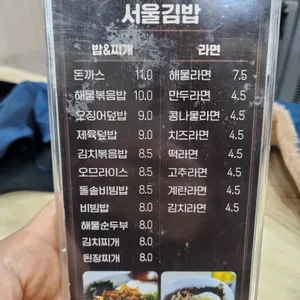 서울김밥
밥&찌개
돈까스 11.0
해물볶음밥 10.0
오징어덮밥 9.0
제육덮밥 9.0
김치볶음밥 8.5
오므라이스 8.5
돌솥비빔밥 8.5
비빔밥 8.0
해물순두부 8.0
김치찌개 8.0
된장찌개 8.0
라면
해물라면 7.5
만두라면 4.5
콩나물라면 4.5
치즈라면 4.5
떡라면 4.5
고추라면 4.5
계란라면 4.5
김치라면 4.5